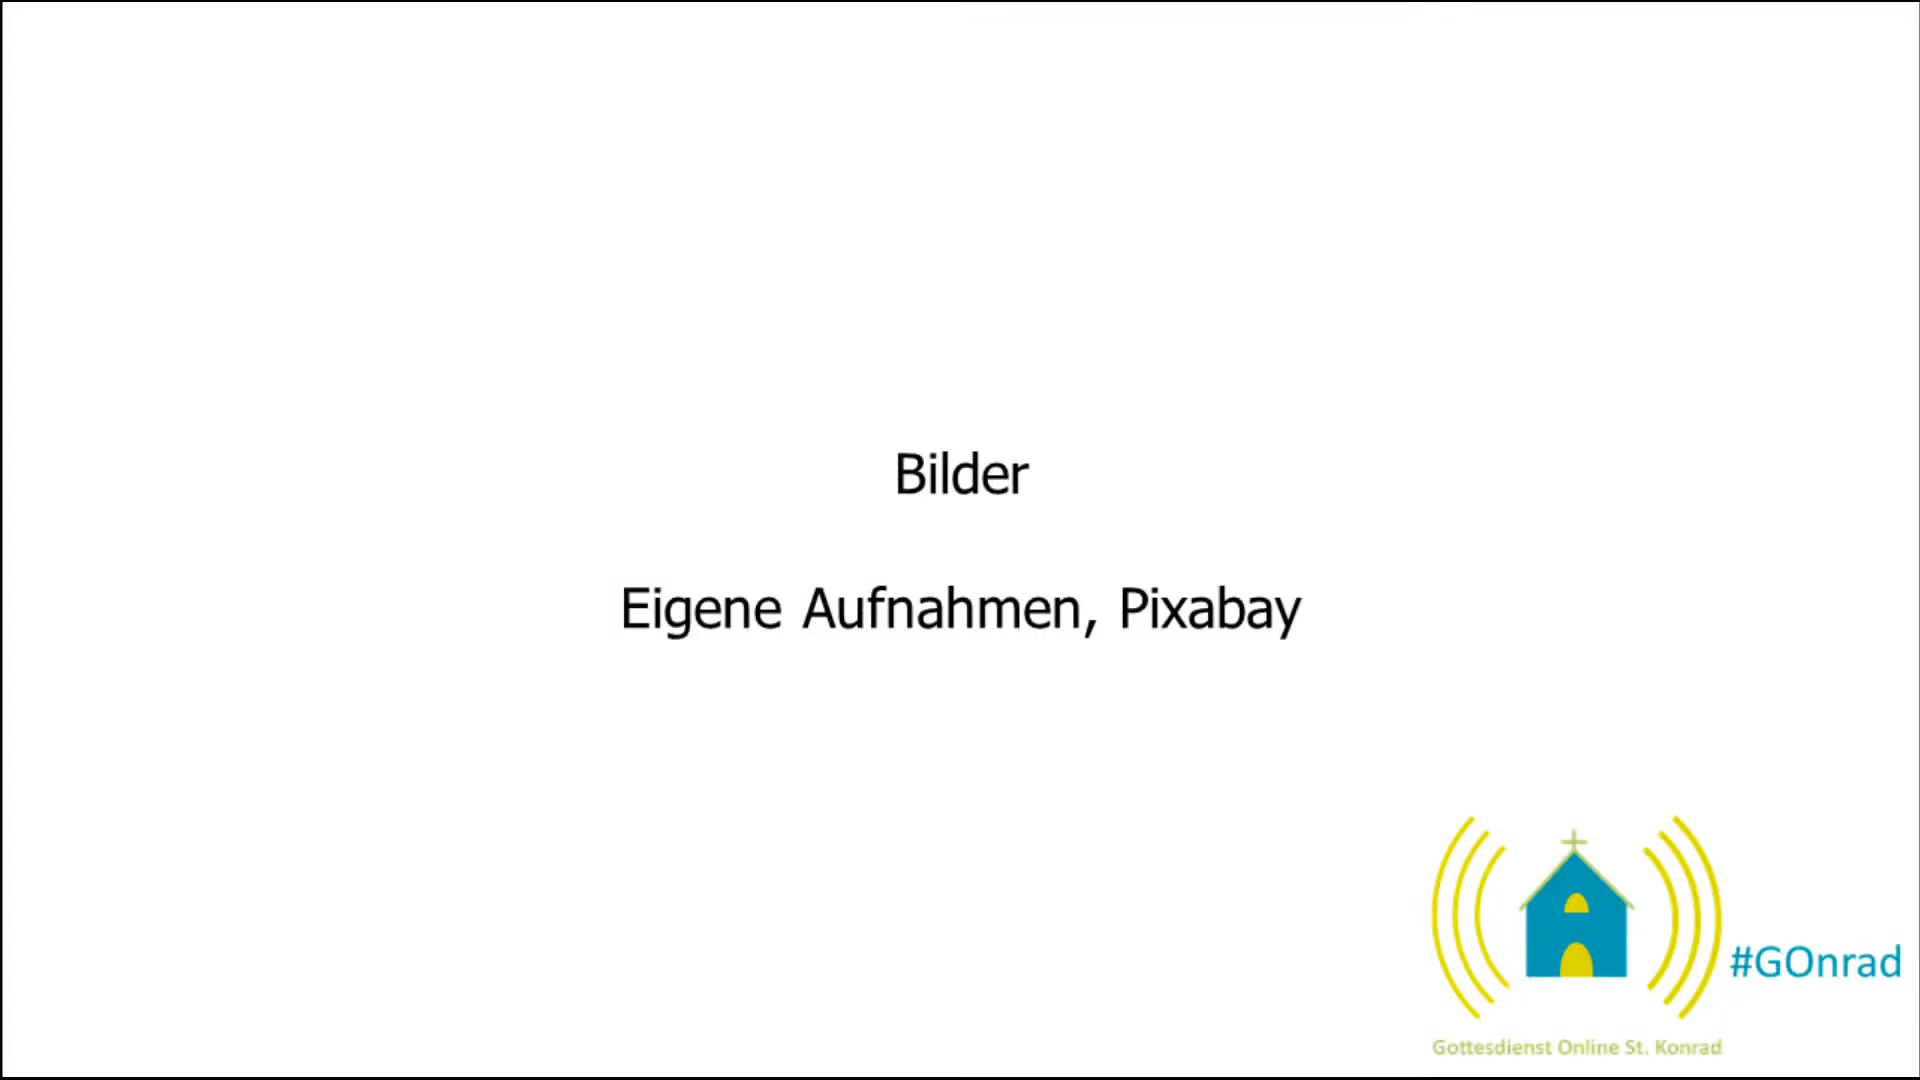 Bilder
Eigene Aufnahmen, Pixabay
#GOnrad
Gottesdienst Online St. Konrad